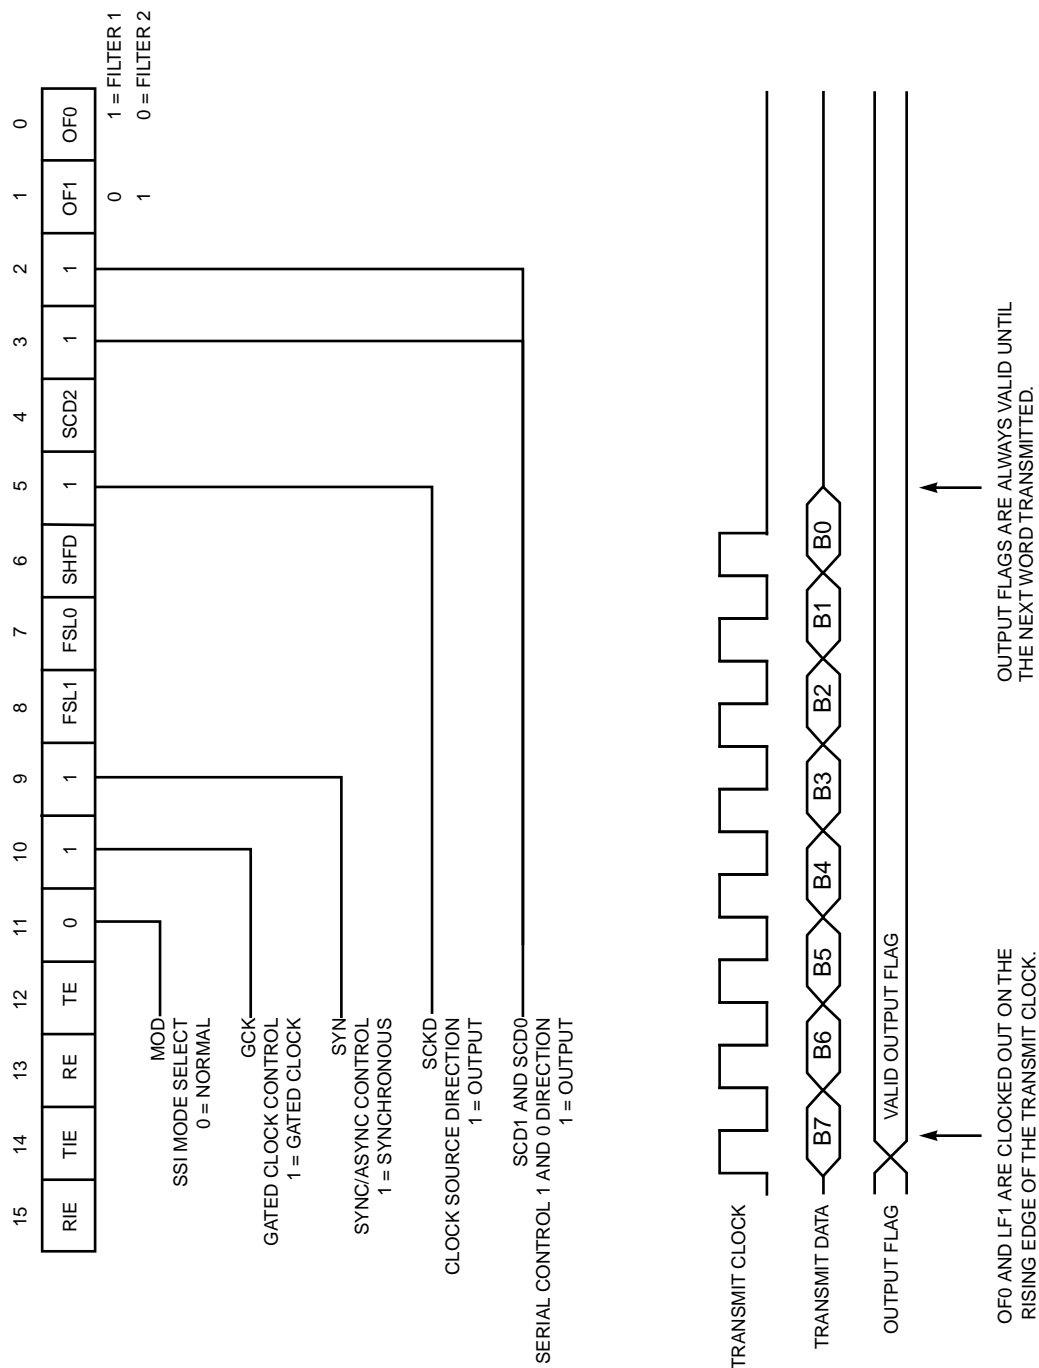 15 14 13 12 11 10 9 8 7 6 5 4 3 2 1 0
RIE TIE RE TE 0 1 1 FSL1 FSL0 SHFD 1 SCD2 1 1 OF1 OF0
0 1 = FILTER 1
1 0 = FILTER 2
MOD
SSI MODE SELECT
0 = NORMAL
GCK
GATED CLOCK CONTROL
1 = GATED CLOCK
SYN
SYNC/ASYNC CONTROL
1 = SYNCHRONOUS
SCKD
CLOCK SOURCE DIRECTION
1 = OUTPUT
SCD1 AND SCD0
SERIAL CONTROL 1 AND 0 DIRECTION
1 = OUTPUT
TRANSMIT CLOCK
TRANSMIT DATA B7 B6 B5 B4 B3 B2 B1 B0
OUTPUT FLAG VALID OUTPUT FLAG
OF0 AND LF1 ARE CLOCKED OUT ON THE
RISING EDGE OF THE TRANSMIT CLOCK.
OUTPUT FLAGS ARE ALWAYS VALID UNTIL
THE NEXT WORD TRANSMITTED.